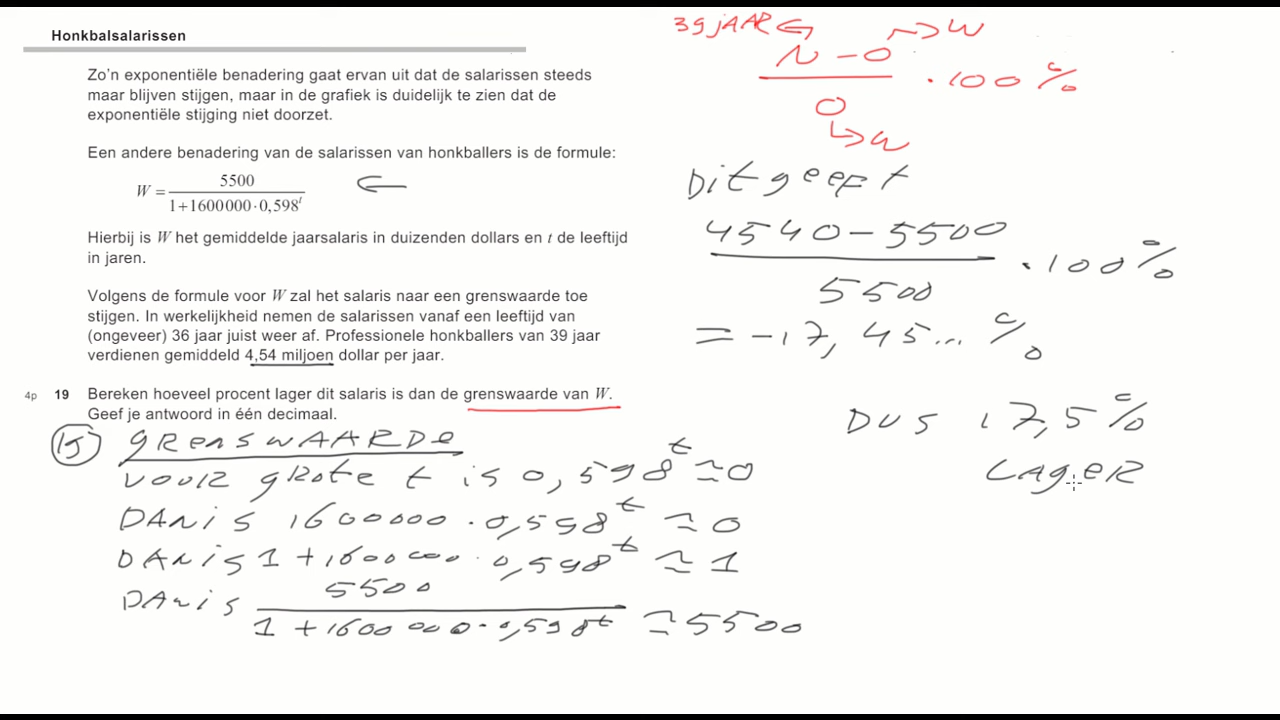 Honkbalsalarissen
Zo'n exponentiële benadering gaat ervan uit dat de salarissen steeds
maar blijven stijgen, maar in de grafiek is duidelijk te zien dat de
exponentiële stijging niet doorzet.
Een andere benadering van de salarissen van honkballers is de formule:
W = 5500 / (1+1600000·0,598^t)
Hierbij is W het gemiddelde jaarsalaris in duizenden dollars en t de leeftijd
in jaren.
Volgens de formule voor W zal het salaris naar een grenswaarde toe
stijgen. In werkelijkheid nemen de salarissen vanaf een leeftijd van
(ongeveer) 36 jaar juist weer af. Professionele honkballers van 39 jaar
verdienen gemiddeld 4,54 miljoen dollar per jaar.
4p 19 Bereken hoeveel procent lager dit salaris is dan de grenswaarde van W.
Geef je antwoord in één decimaal.
GRENSWAARDE
VOOR GROTE t is 0,598^t ≃ 0
DAN iS 1600000 · 0,598^t ≃ 0
DAN iS 1 + 1600000 · 0,598^t ≃ 1
DAN iS 5500 / (1 + 1600000 · 0,598^t) ≃ 5500
39 jAAR W
N - O / O · 100 %
W
Dit geeft
4540 - 5500 / 5500 · 100 %
= -17,45... %
DUS 17,5 %
LAGER